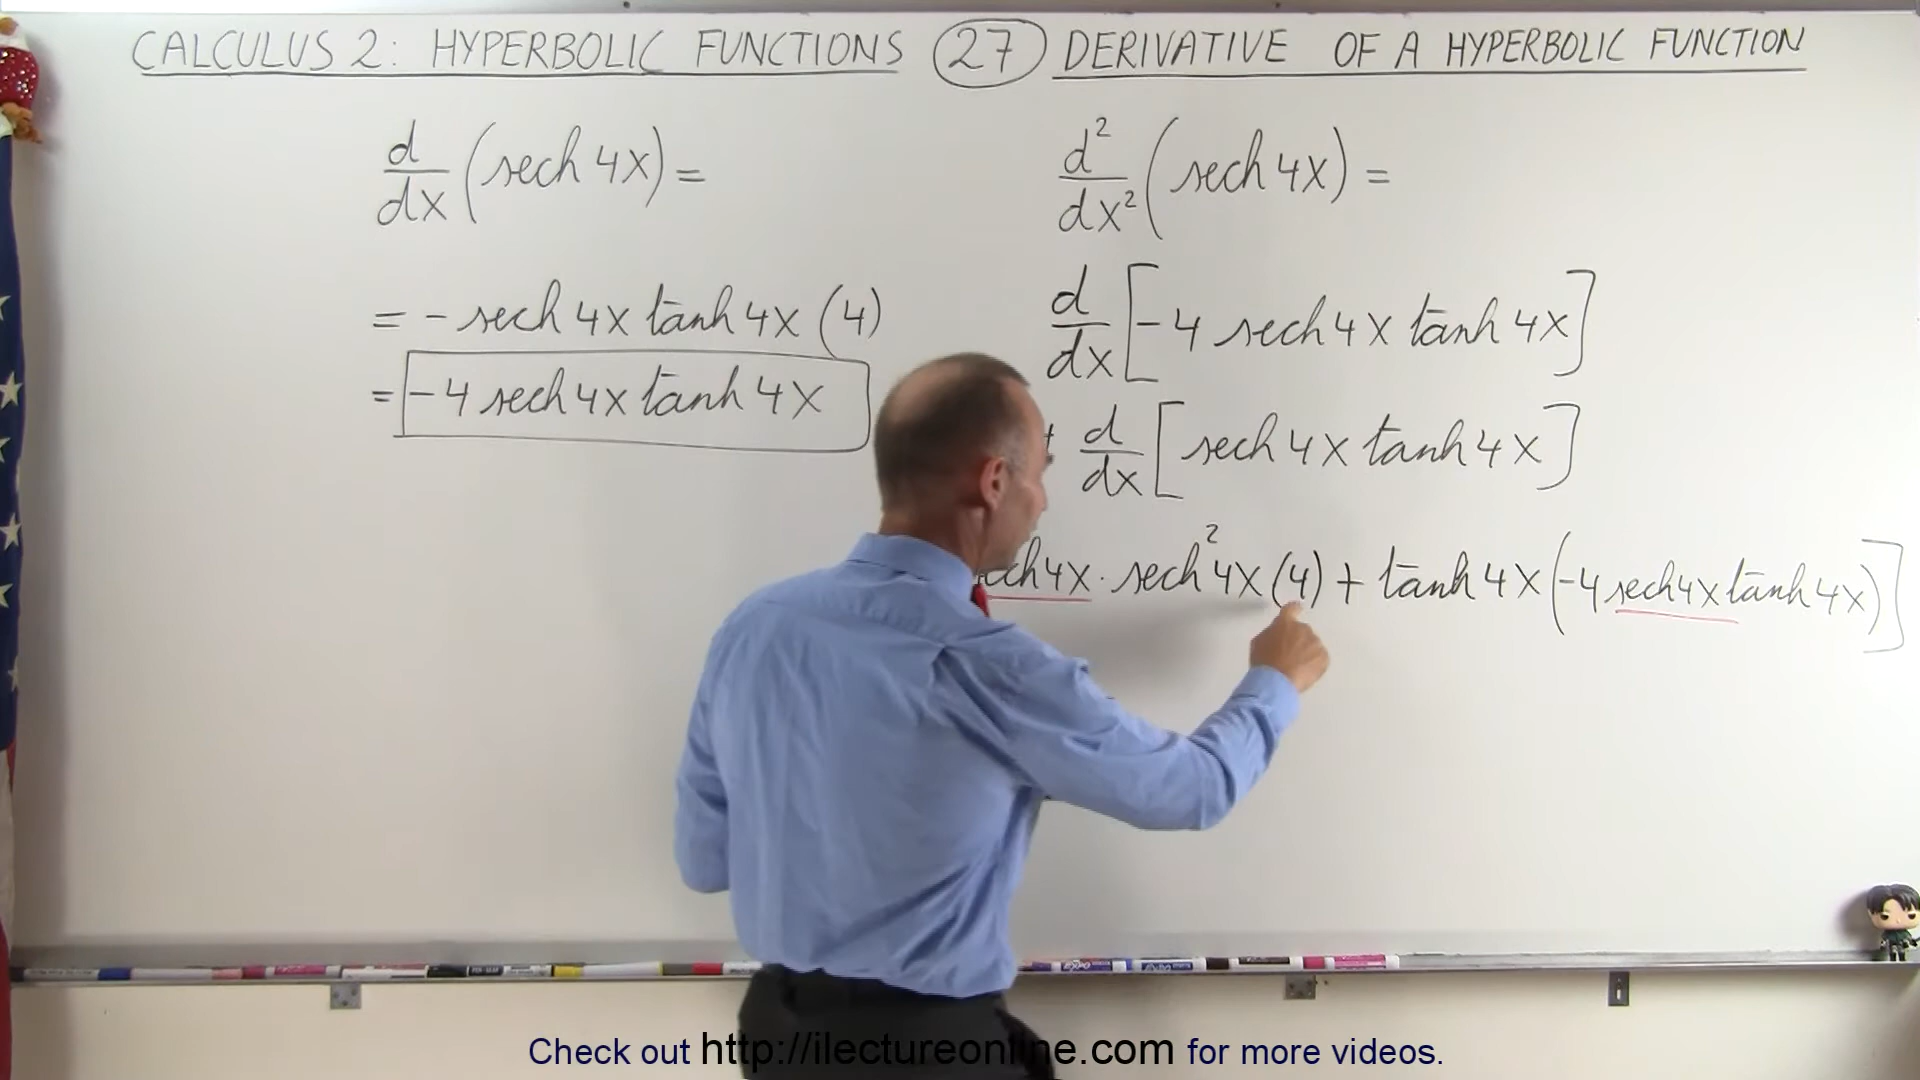 CALCULUS 2: HYPERBOLIC FUNCTIONS 27 DERIVATIVE OF A HYPERBOLIC FUNCTION
d/dx (sech 4x) =
= - sech 4x tanh 4x (4)
= -4 sech 4x tanh 4x
d²/dx² (sech 4x) =
d/dx [-4 sech 4x tanh 4x]
d/dx [sech 4x tanh 4x]
4x · sech² 4x (4) + tanh 4x (-4 sech 4x tanh 4x)]
Check out http://ilectureonline.com for more videos.